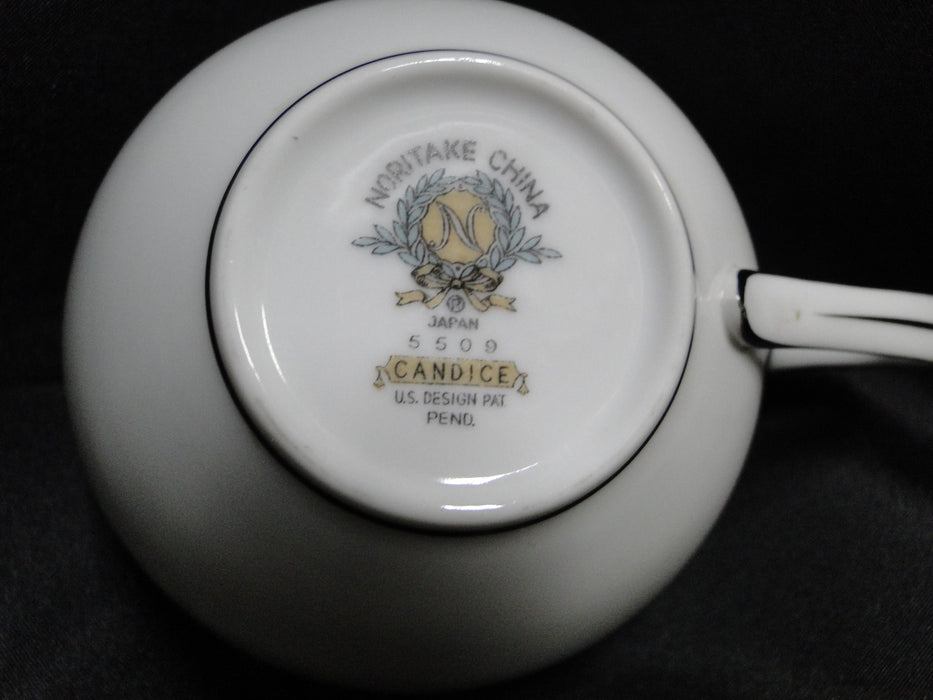 NORITAKE CHINA
N
®
JAPAN
5509
CANDICE
U.S. DESIGN PAT.
PEND.